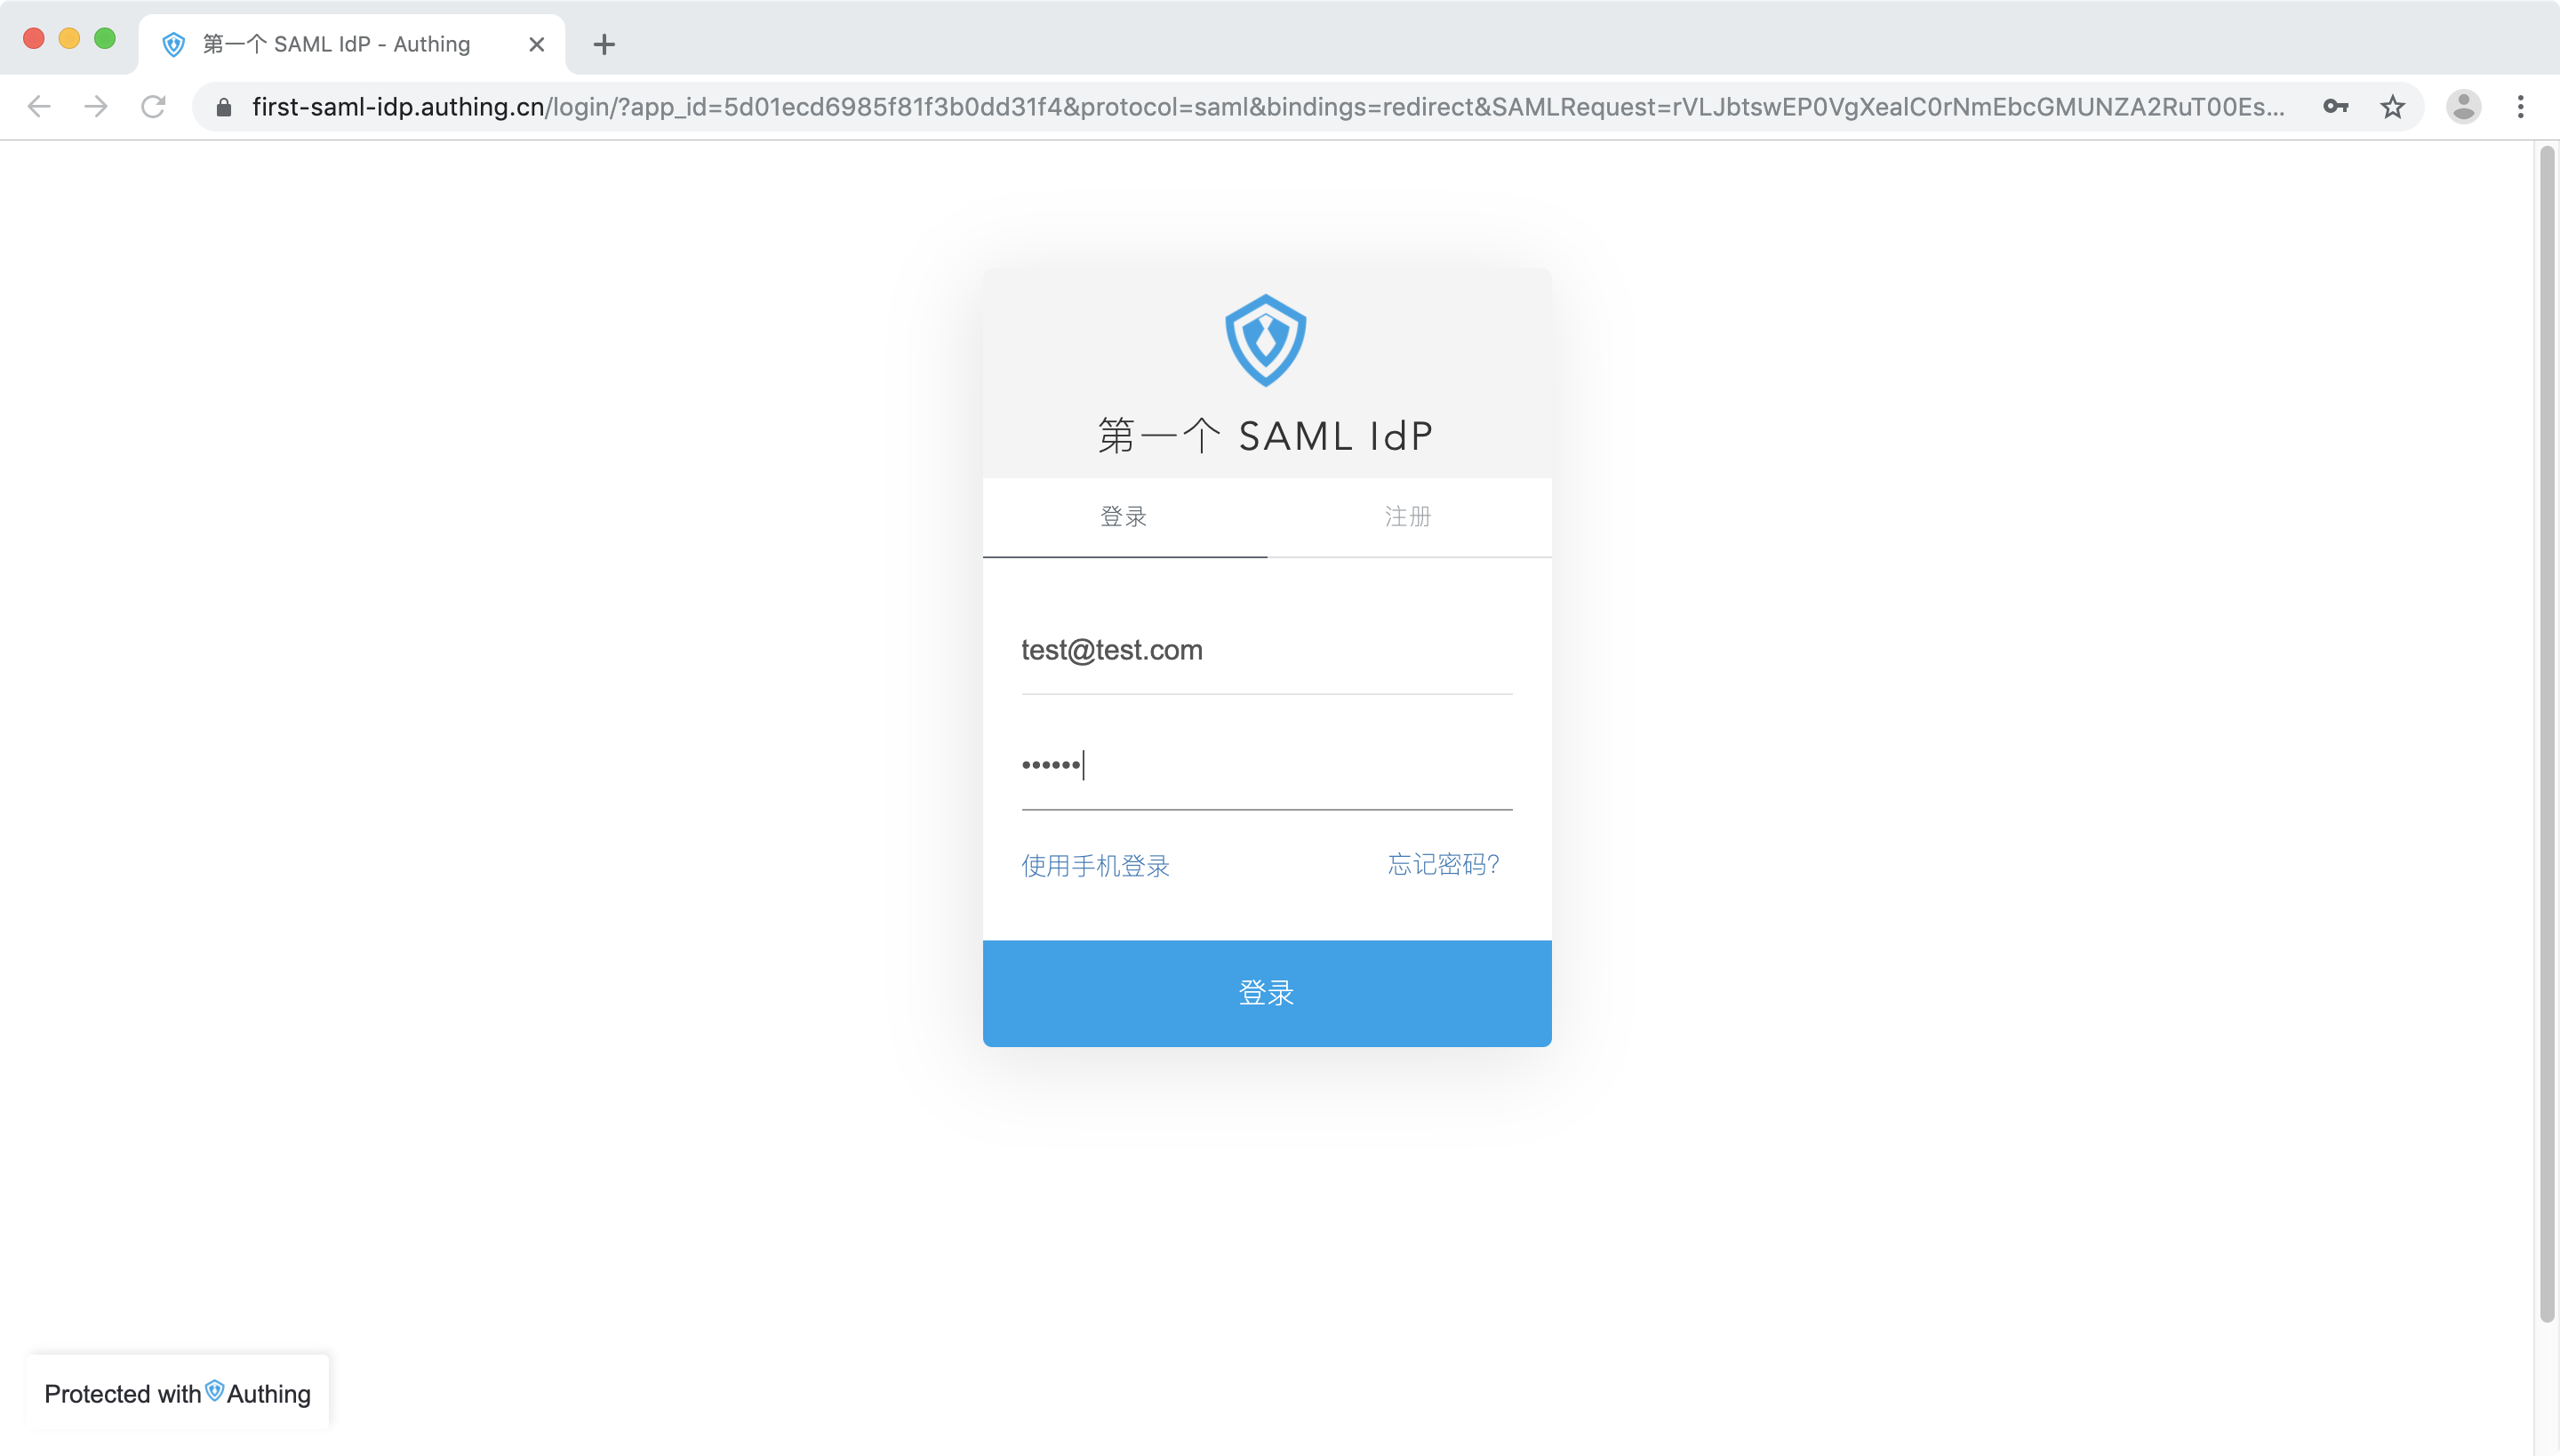 第一个 SAML IdP - Authing
first-saml-idp.authing.cn/login/?app_id=5d01ecd6985f81f3b0dd31f4&protocol=saml&bindings=redirect&SAMLRequest=rVLJbtswEP0VgXealC0rNmEbcGMUNZA2RuT00Es...
第一个 SAML IdP
登录 注册
test@test.com
••••••
使用手机登录 忘记密码?
登录
Protected with Authing